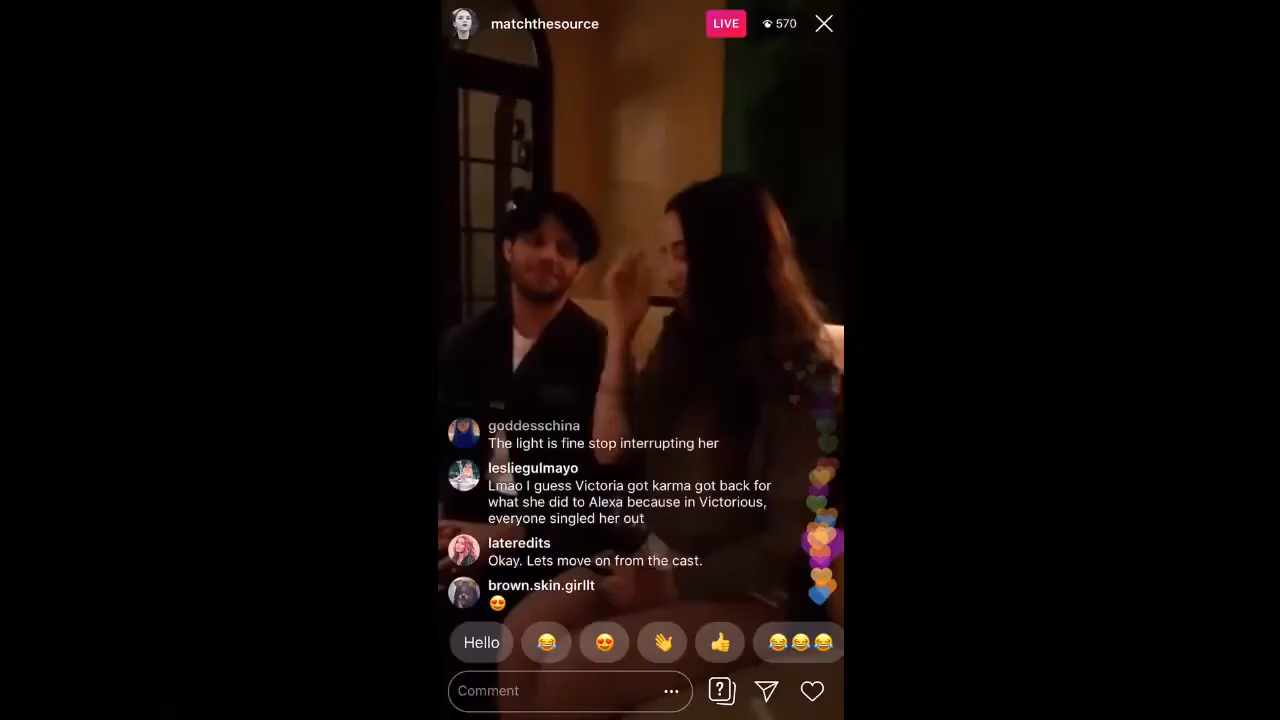 matchthesource LIVE 570
goddesschina
The light is fine stop interrupting her
lesliegulmayo
Lmao I guess Victoria got karma got back for
what she did to Alexa because in Victorious,
everyone singled her out
lateredits
Okay. Lets move on from the cast.
brown.skin.girllt
😍
Hello 😂 😍 👋 👍 😂😂😂
Comment ... ?